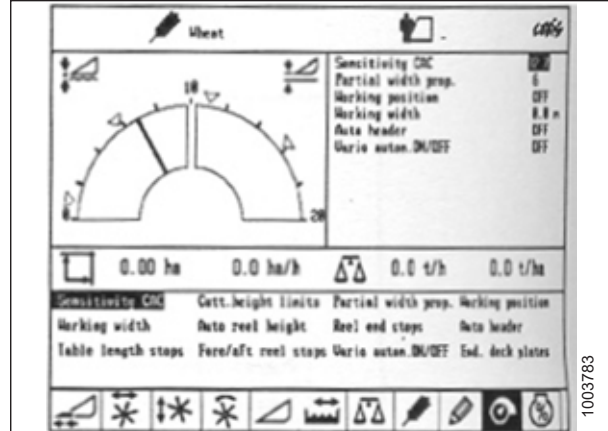 Wheat
Sensitivity CAC
Partial width prop. 6
Working position OFF
Working width 0.0 m
Auto header OFF
Vario autom.ON/OFF OFF
10
0 20
0.00 ha 0.0 ha/h 0.0 t/h 0.0 t/ha
Sensitivity CAC Cutt.height limits Partial width prop. Working position
Working width Auto reel height Reel end stops Auto header
Table length stops Fore/aft reel stops Vario autom.ON/OFF End. deck plates
1003783